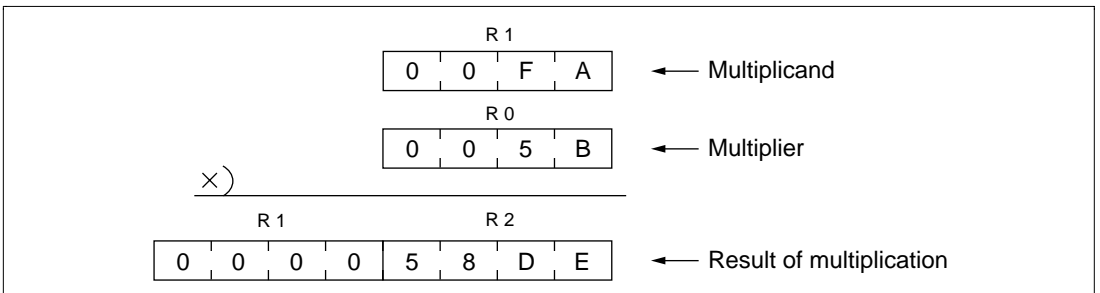 R 1
0 0 F A Multiplicand
R 0
0 0 5 B Multiplier
×)
R 1 R 2
0 0 0 0 5 8 D E Result of multiplication